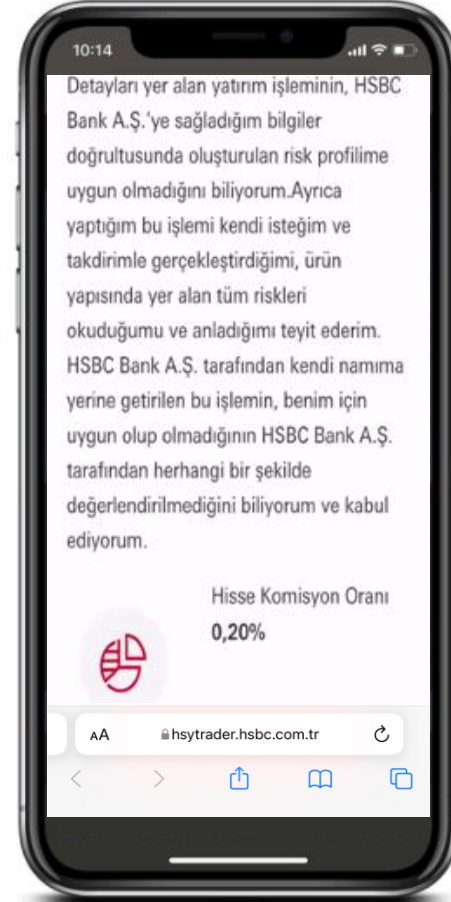 10:14
Detayları yer alan yatırım işleminin, HSBC
Bank A.Ş.'ye sağladığım bilgiler
doğrultusunda oluşturulan risk profilime
uygun olmadığını biliyorum.Ayrıca
yaptığım bu işlemi kendi isteğim ve
takdirimle gerçekleştirdiğimi, ürün
yapısında yer alan tüm riskleri
okuduğumu ve anladığımı teyit ederim.
HSBC Bank A.Ş. tarafından kendi namıma
yerine getirilen bu işlemin, benim için
uygun olup olmadığının HSBC Bank A.Ş.
tarafından herhangi bir şekilde
değerlendirilmediğini biliyorum ve kabul
ediyorum.
Hisse Komisyon Oranı
0,20%
AA hsytrader.hsbc.com.tr